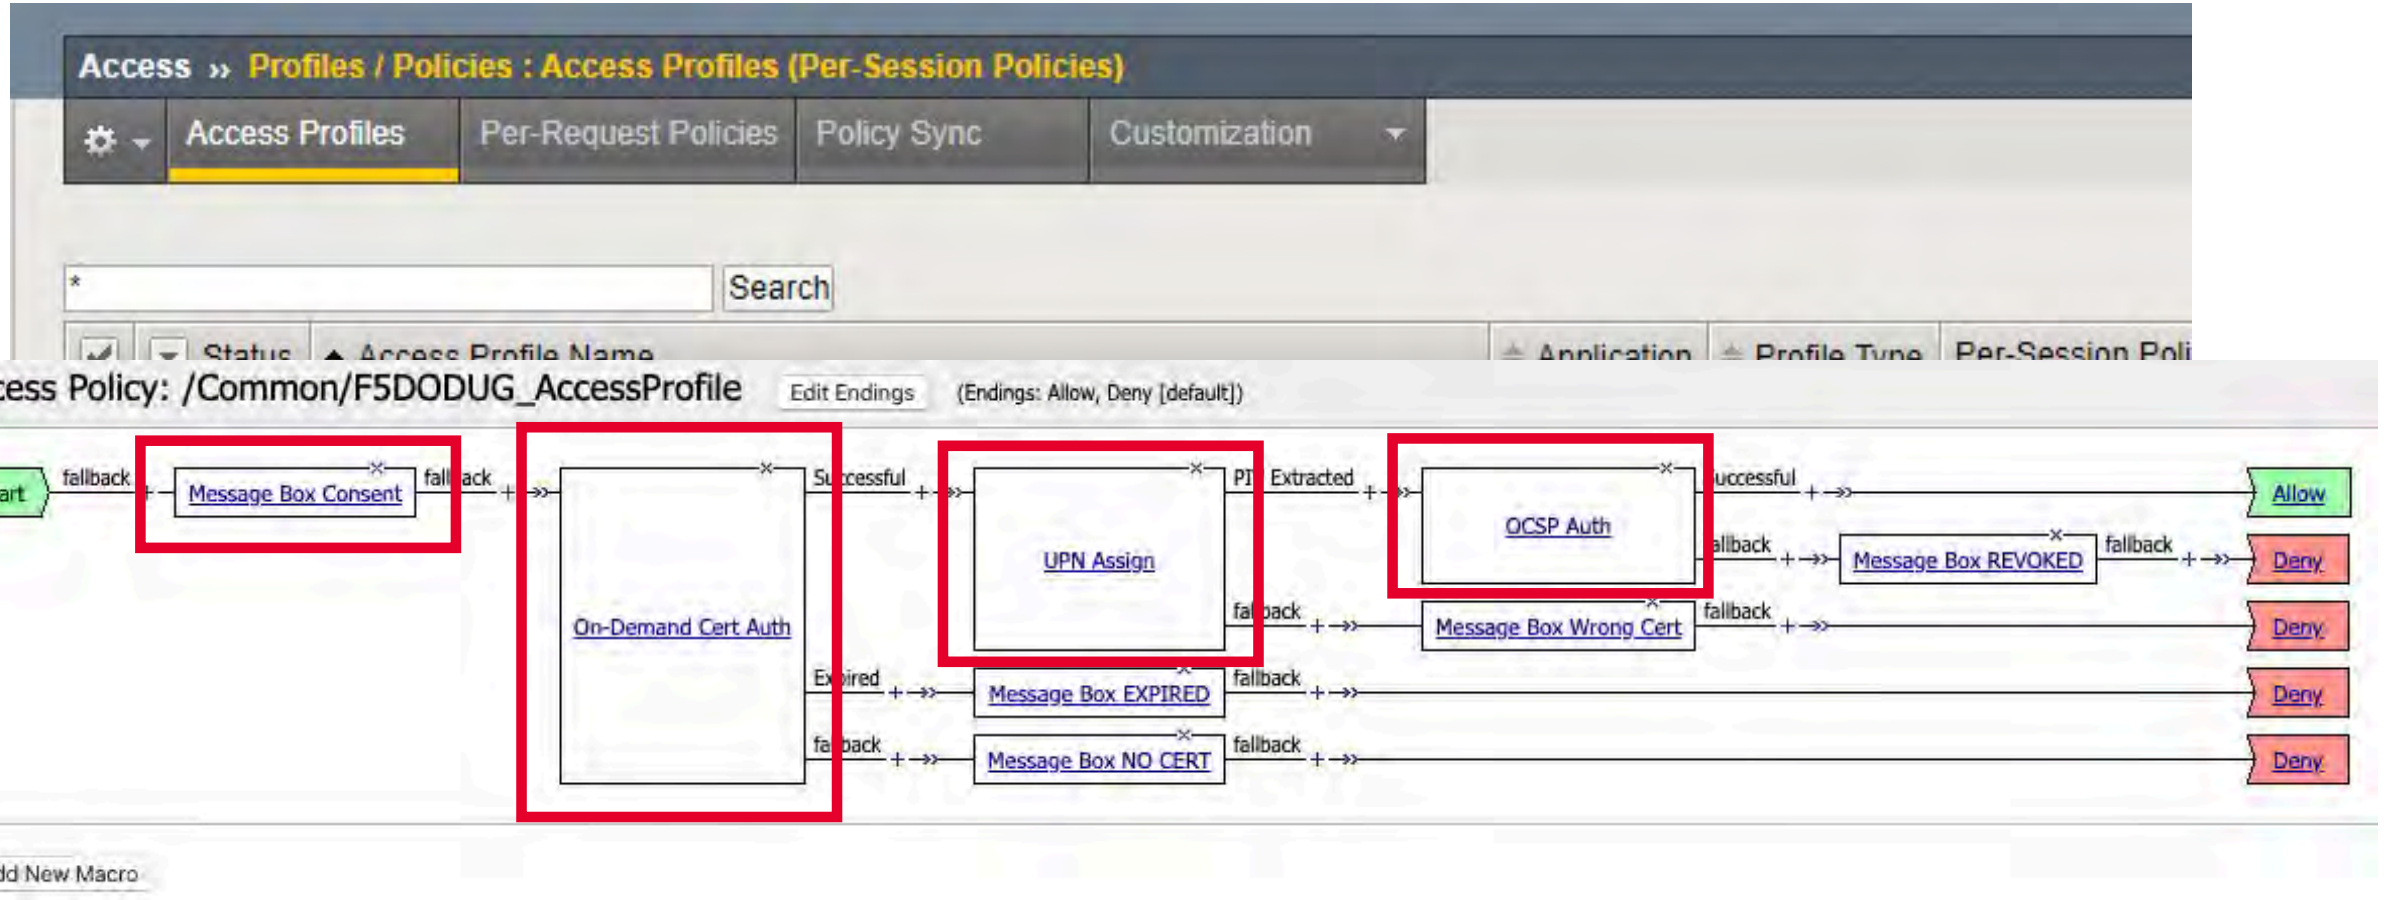 Access » Profiles / Policies : Access Profiles (Per-Session Policies)
Access Profiles Per-Request Policies Policy Sync Customization
* Search
Status Access Profile Name Application Profile Type Per-Session Poli
cess Policy: /Common/F5DODUG_AccessProfile Edit Endings (Endings: Allow, Deny [default])
art fallback + Message Box Consent fallback + On-Demand Cert Auth
Successful + UPN Assign
PIV Extracted + OCSP Auth
Successful + Allow
fallback + Message Box REVOKED fallback + Deny
fallback + Message Box Wrong Cert fallback + Deny
Expired + Message Box EXPIRED fallback + Deny
fallback + Message Box NO CERT fallback + Deny
dd New Macro